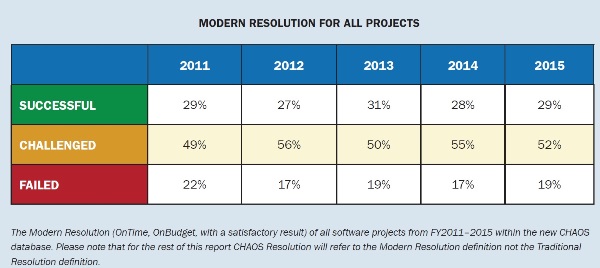 MODERN RESOLUTION FOR ALL PROJECTS
2011 2012 2013 2014 2015
SUCCESSFUL 29% 27% 31% 28% 29%
CHALLENGED 49% 56% 50% 55% 52%
FAILED 22% 17% 19% 17% 19%
The Modern Resolution (OnTime, OnBudget, with a satisfactory result) of all software projects from FY2011–2015 within the new CHAOS
database. Please note that for the rest of this report CHAOS Resolution will refer to the Modern Resolution definition not the Traditional
Resolution definition.